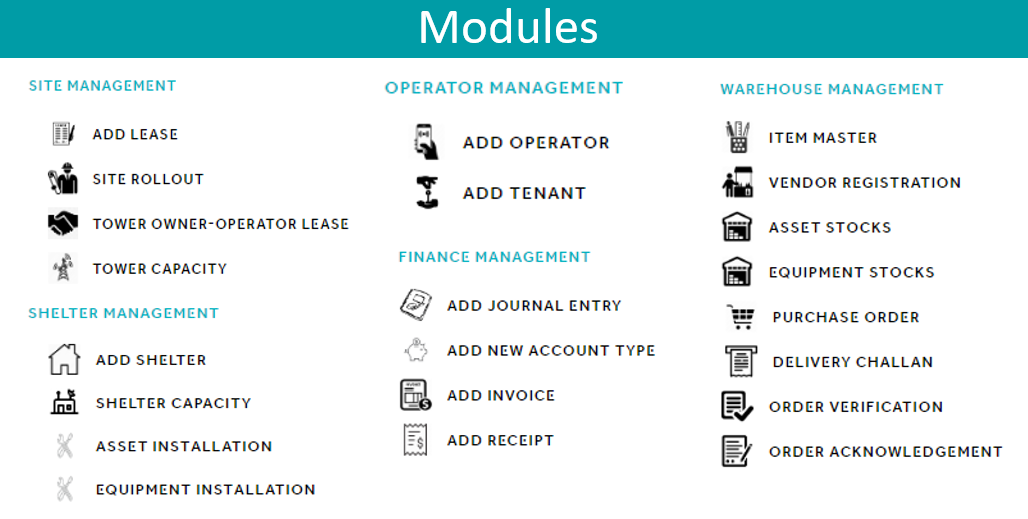 Modules
SITE MANAGEMENT
ADD LEASE
SITE ROLLOUT
TOWER OWNER-OPERATOR LEASE
TOWER CAPACITY
SHELTER MANAGEMENT
ADD SHELTER
SHELTER CAPACITY
ASSET INSTALLATION
EQUIPMENT INSTALLATION
OPERATOR MANAGEMENT
ADD OPERATOR
ADD TENANT
FINANCE MANAGEMENT
ADD JOURNAL ENTRY
ADD NEW ACCOUNT TYPE
ADD INVOICE
ADD RECEIPT
WAREHOUSE MANAGEMENT
ITEM MASTER
VENDOR REGISTRATION
ASSET STOCKS
EQUIPMENT STOCKS
PURCHASE ORDER
DELIVERY CHALLAN
ORDER VERIFICATION
ORDER ACKNOWLEDGEMENT